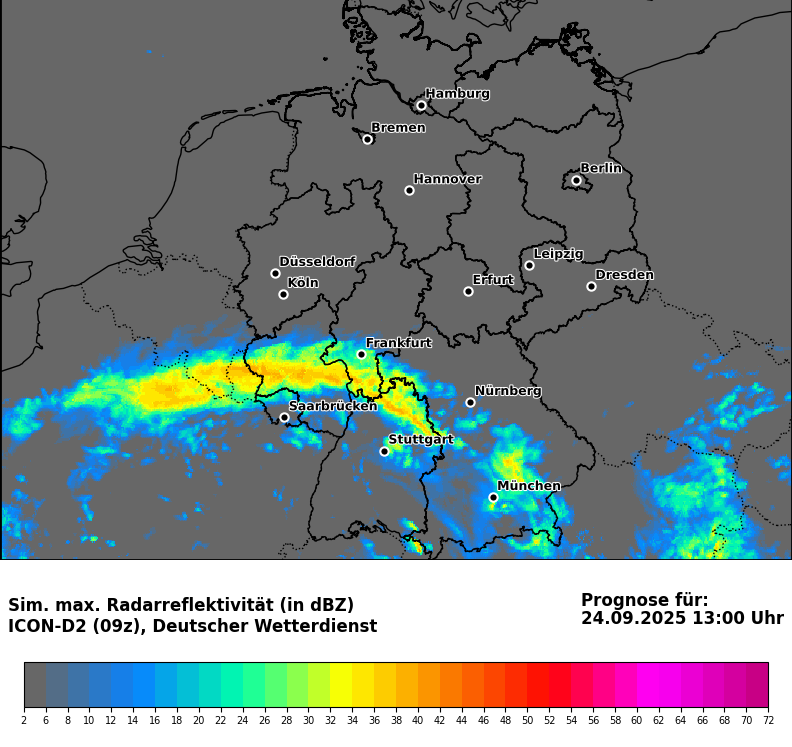 Hamburg
Bremen
Berlin
Hannover
Düsseldorf
Leipzig
Köln
Erfurt
Dresden
Frankfurt
Nürnberg
Saarbrücken
Stuttgart
München
Sim. max. Radarreflektivität (in dBZ)
ICON-D2 (09z), Deutscher Wetterdienst
Prognose für:
24.09.2025 13:00 Uhr
2 6 8 10 12 14 16 18 20 22 24 26 28 30 32 34 36 38 40 42 44 46 48 50 52 54 56 58 60 62 64 66 68 70 72